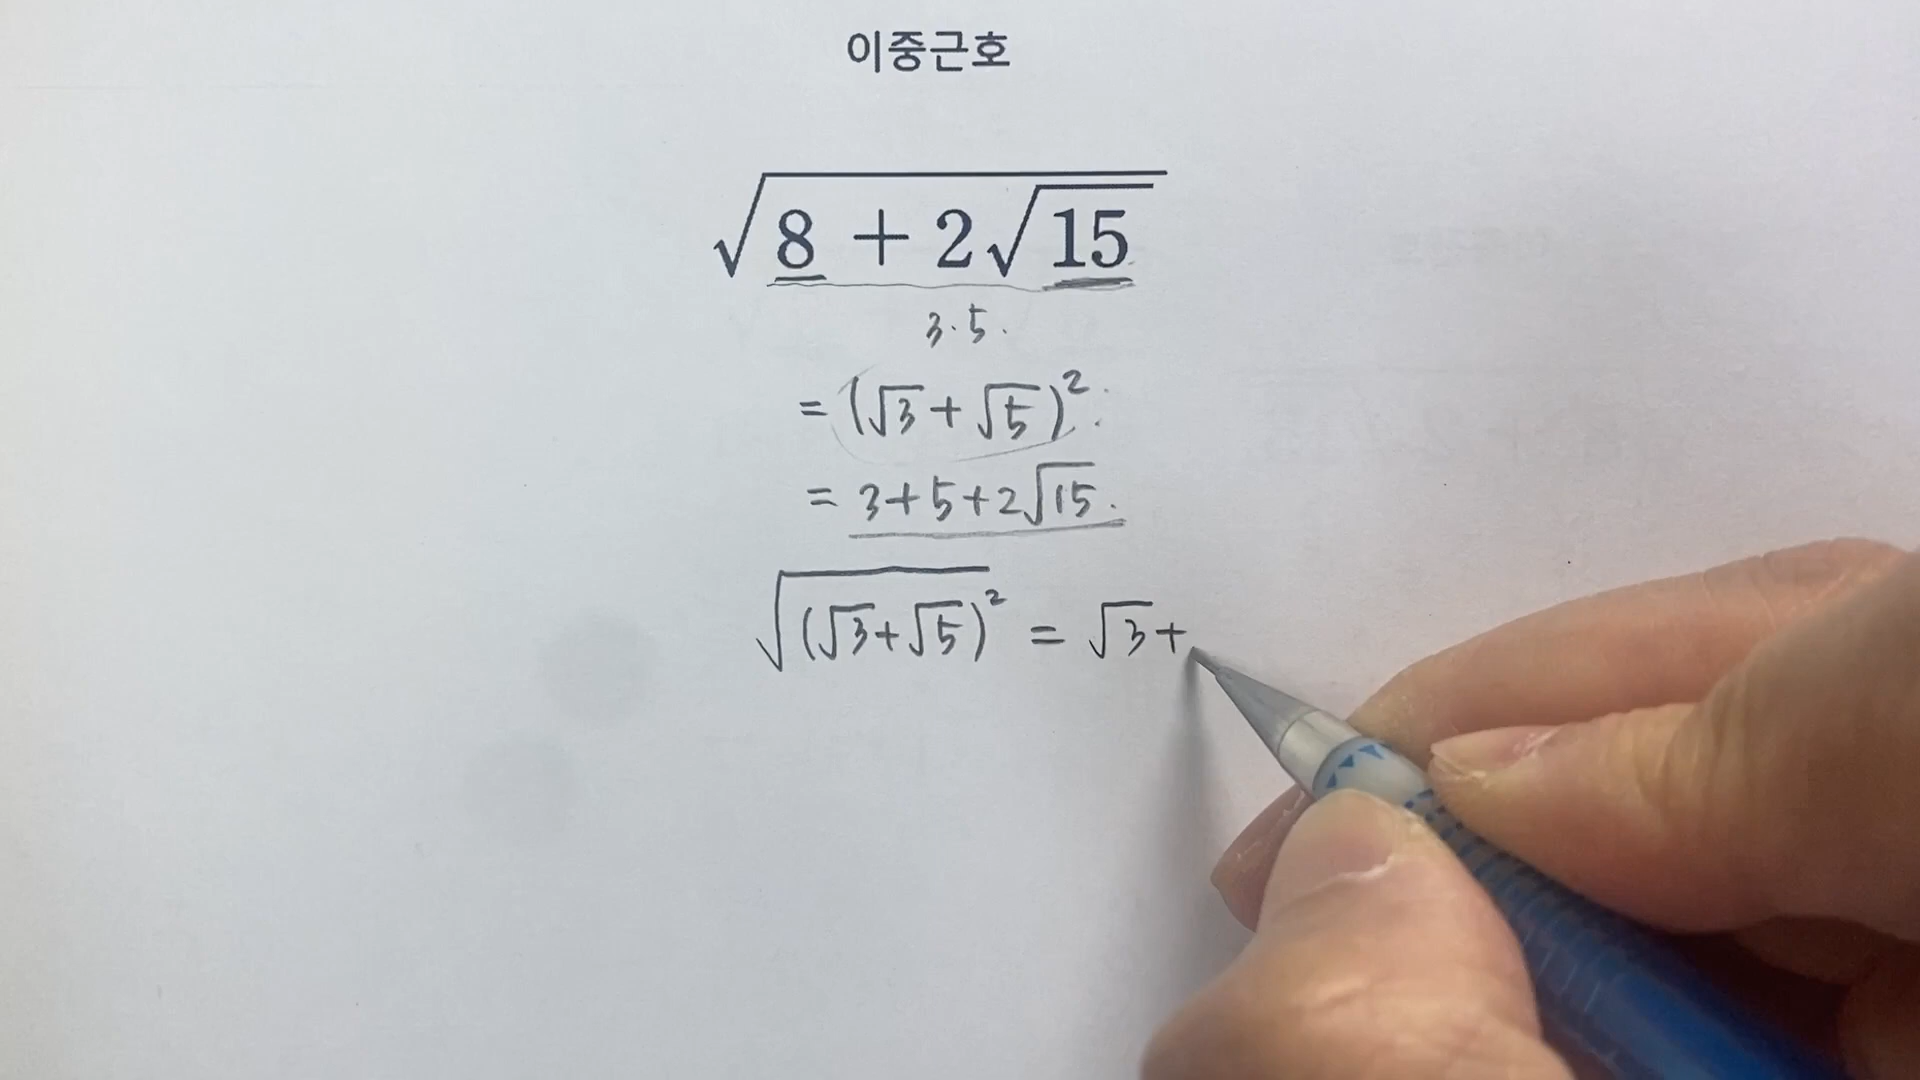 이중근호
√(8 + 2√15)
3·5.
= (√3+√5)²
= 3+5+2√15.
√(√3+√5)² = √3+